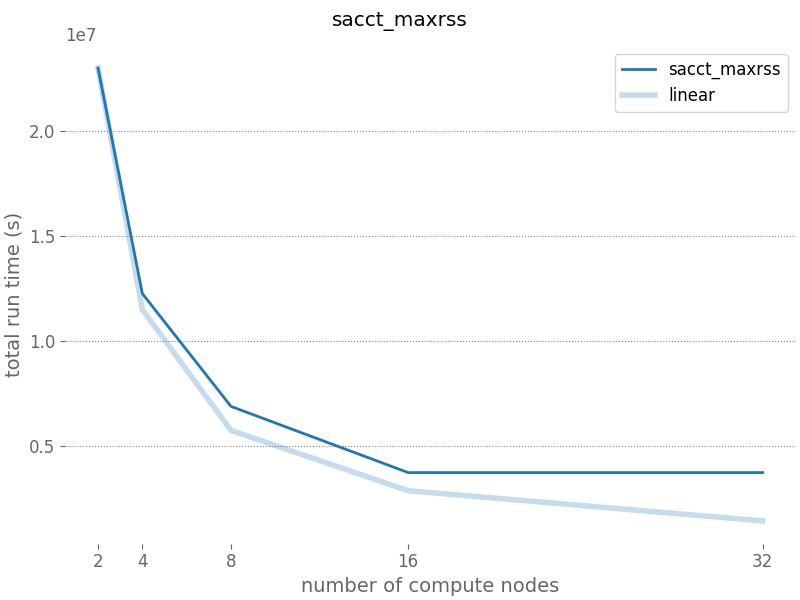 sacct_maxrss
1e7
sacct_maxrss
linear
2.0
1.5
1.0
0.5
total run time (s)
2 4 8 16 32
number of compute nodes